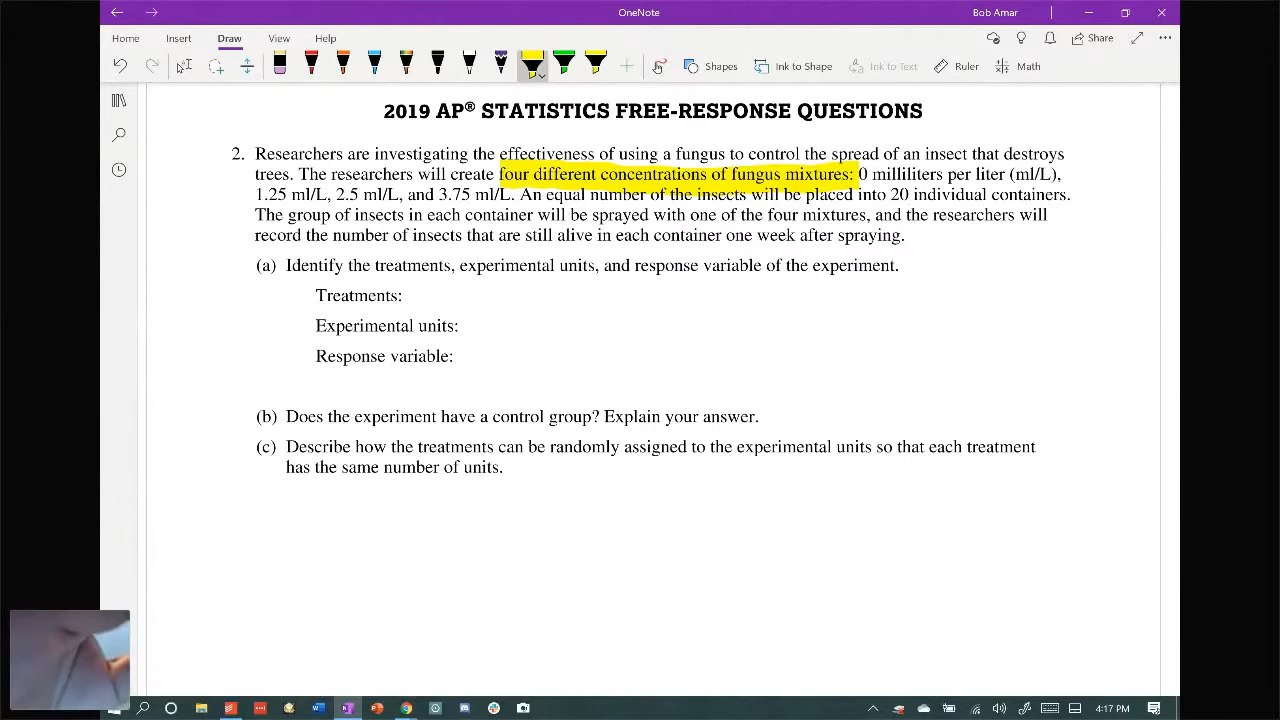 OneNote
Bob Amar
Home Insert Draw View Help
Share
Shapes Ink to Shape Ink to Text Ruler Math
2019 AP® STATISTICS FREE-RESPONSE QUESTIONS
2. Researchers are investigating the effectiveness of using a fungus to control the spread of an insect that destroys
trees. The researchers will create four different concentrations of fungus mixtures: 0 milliliters per liter (ml/L),
1.25 ml/L, 2.5 ml/L, and 3.75 ml/L. An equal number of the insects will be placed into 20 individual containers.
The group of insects in each container will be sprayed with one of the four mixtures, and the researchers will
record the number of insects that are still alive in each container one week after spraying.
(a) Identify the treatments, experimental units, and response variable of the experiment.
Treatments:
Experimental units:
Response variable:
(b) Does the experiment have a control group? Explain your answer.
(c) Describe how the treatments can be randomly assigned to the experimental units so that each treatment
has the same number of units.
4:17 PM